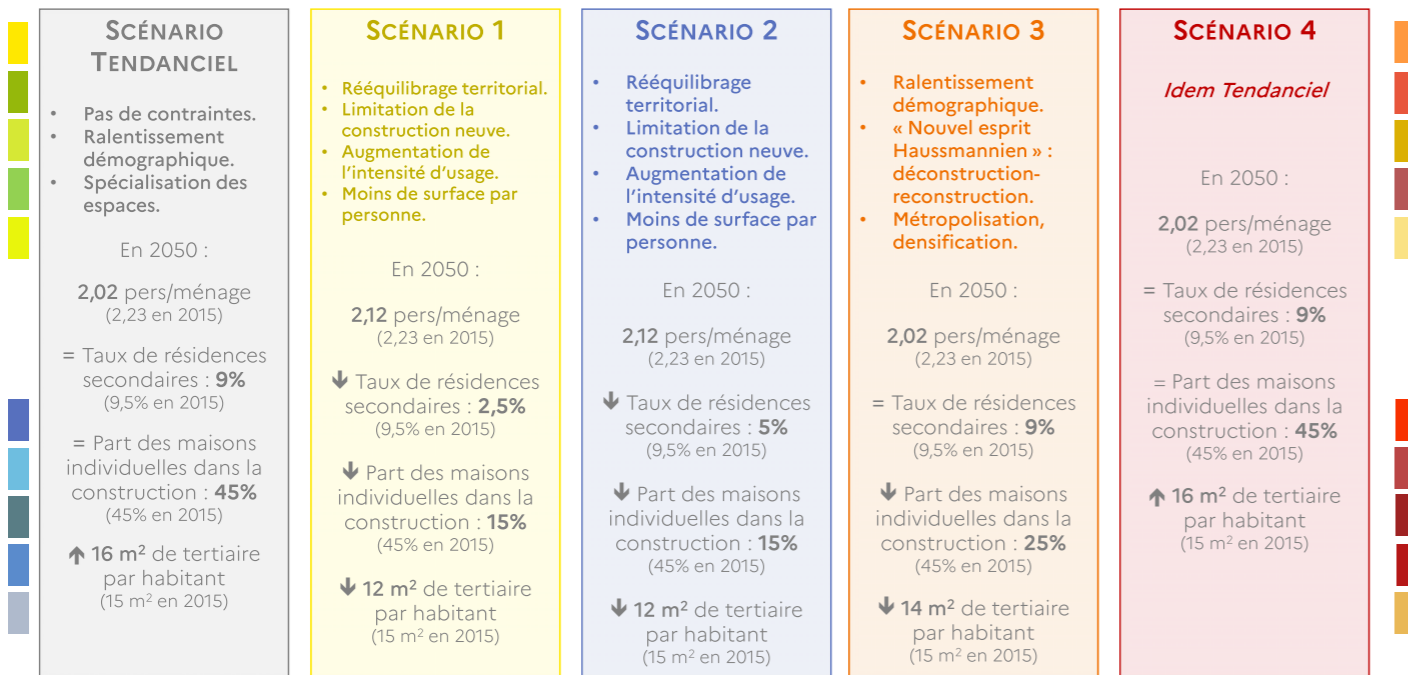 SCÉNARIO
TENDANCIEL
• Pas de contraintes.
• Ralentissement
démographique.
• Spécialisation des
espaces.
En 2050 :
2,02 pers/ménage
(2,23 en 2015)
= Taux de résidences
secondaires : 9%
(9,5% en 2015)
= Part des maisons
individuelles dans la
construction : 45%
(45% en 2015)
↑ 16 m² de tertiaire
par habitant
(15 m² en 2015)
SCÉNARIO 1
• Rééquilibrage territorial.
• Limitation de la
construction neuve.
• Augmentation de
l'intensité d'usage.
• Moins de surface par
personne.
En 2050 :
2,12 pers/ménage
(2,23 en 2015)
↓ Taux de résidences
secondaires : 2,5%
(9,5% en 2015)
↓ Part des maisons
individuelles dans la
construction : 15%
(45% en 2015)
↓ 12 m² de tertiaire
par habitant
(15 m² en 2015)
SCÉNARIO 2
• Rééquilibrage
territorial.
• Limitation de la
construction neuve.
• Augmentation de
l'intensité d'usage.
• Moins de surface par
personne.
En 2050 :
2,12 pers/ménage
(2,23 en 2015)
↓ Taux de résidences
secondaires : 5%
(9,5% en 2015)
↓ Part des maisons
individuelles dans la
construction : 15%
(45% en 2015)
↓ 12 m² de tertiaire
par habitant
(15 m² en 2015)
SCÉNARIO 3
• Ralentissement
démographique.
• « Nouvel esprit
Haussmannien » :
déconstruction-
reconstruction.
• Métropolisation,
densification.
En 2050 :
2,02 pers/ménage
(2,23 en 2015)
= Taux de résidences
secondaires : 9%
(9,5% en 2015)
↓ Part des maisons
individuelles dans la
construction : 25%
(45% en 2015)
↓ 14 m² de tertiaire
par habitant
(15 m² en 2015)
SCÉNARIO 4
Idem Tendanciel
En 2050 :
2,02 pers/ménage
(2,23 en 2015)
= Taux de résidences
secondaires : 9%
(9,5% en 2015)
= Part des maisons
individuelles dans la
construction : 45%
(45% en 2015)
↑ 16 m² de tertiaire
par habitant
(15 m² en 2015)